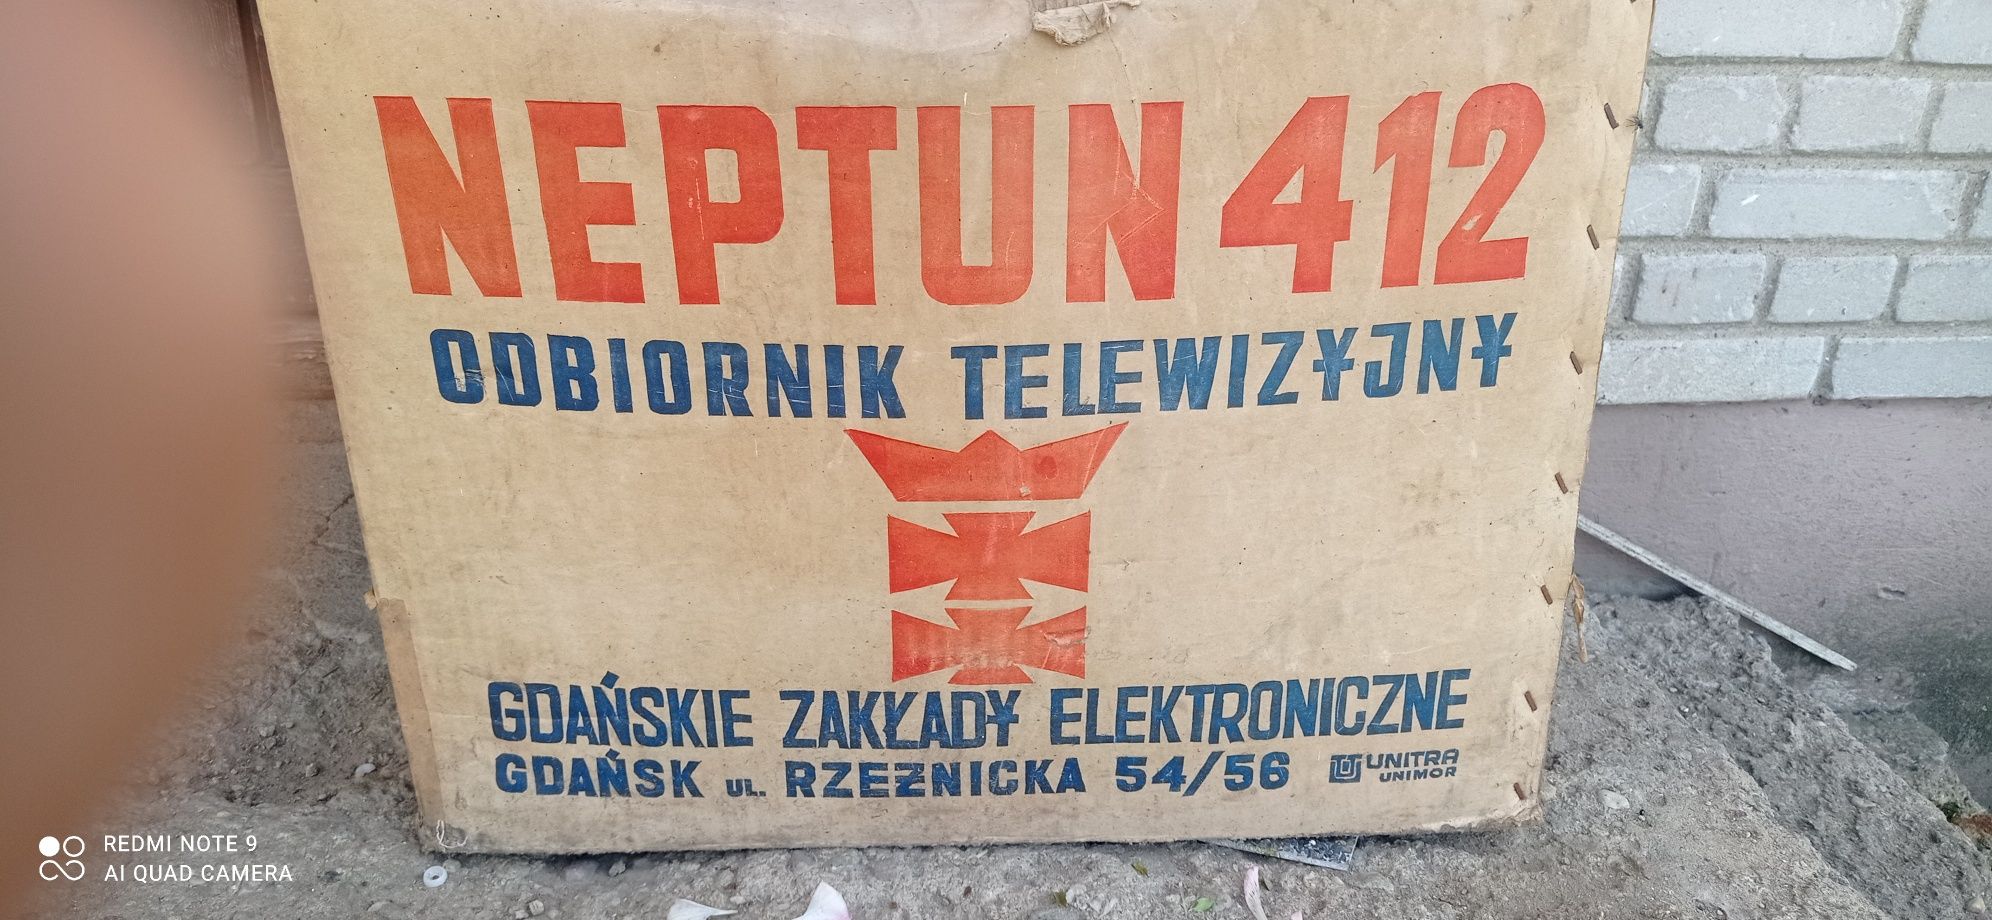 NEPTUN 412
ODBIORNIK TELEWIZYJNY
GDAŃSKIE ZAKŁADY ELEKTRONICZNE
GDAŃSK UL. RZEŹNICKA 54/56
UNITRA
UNIMOR
REDMI NOTE 9
AI QUAD CAMERA